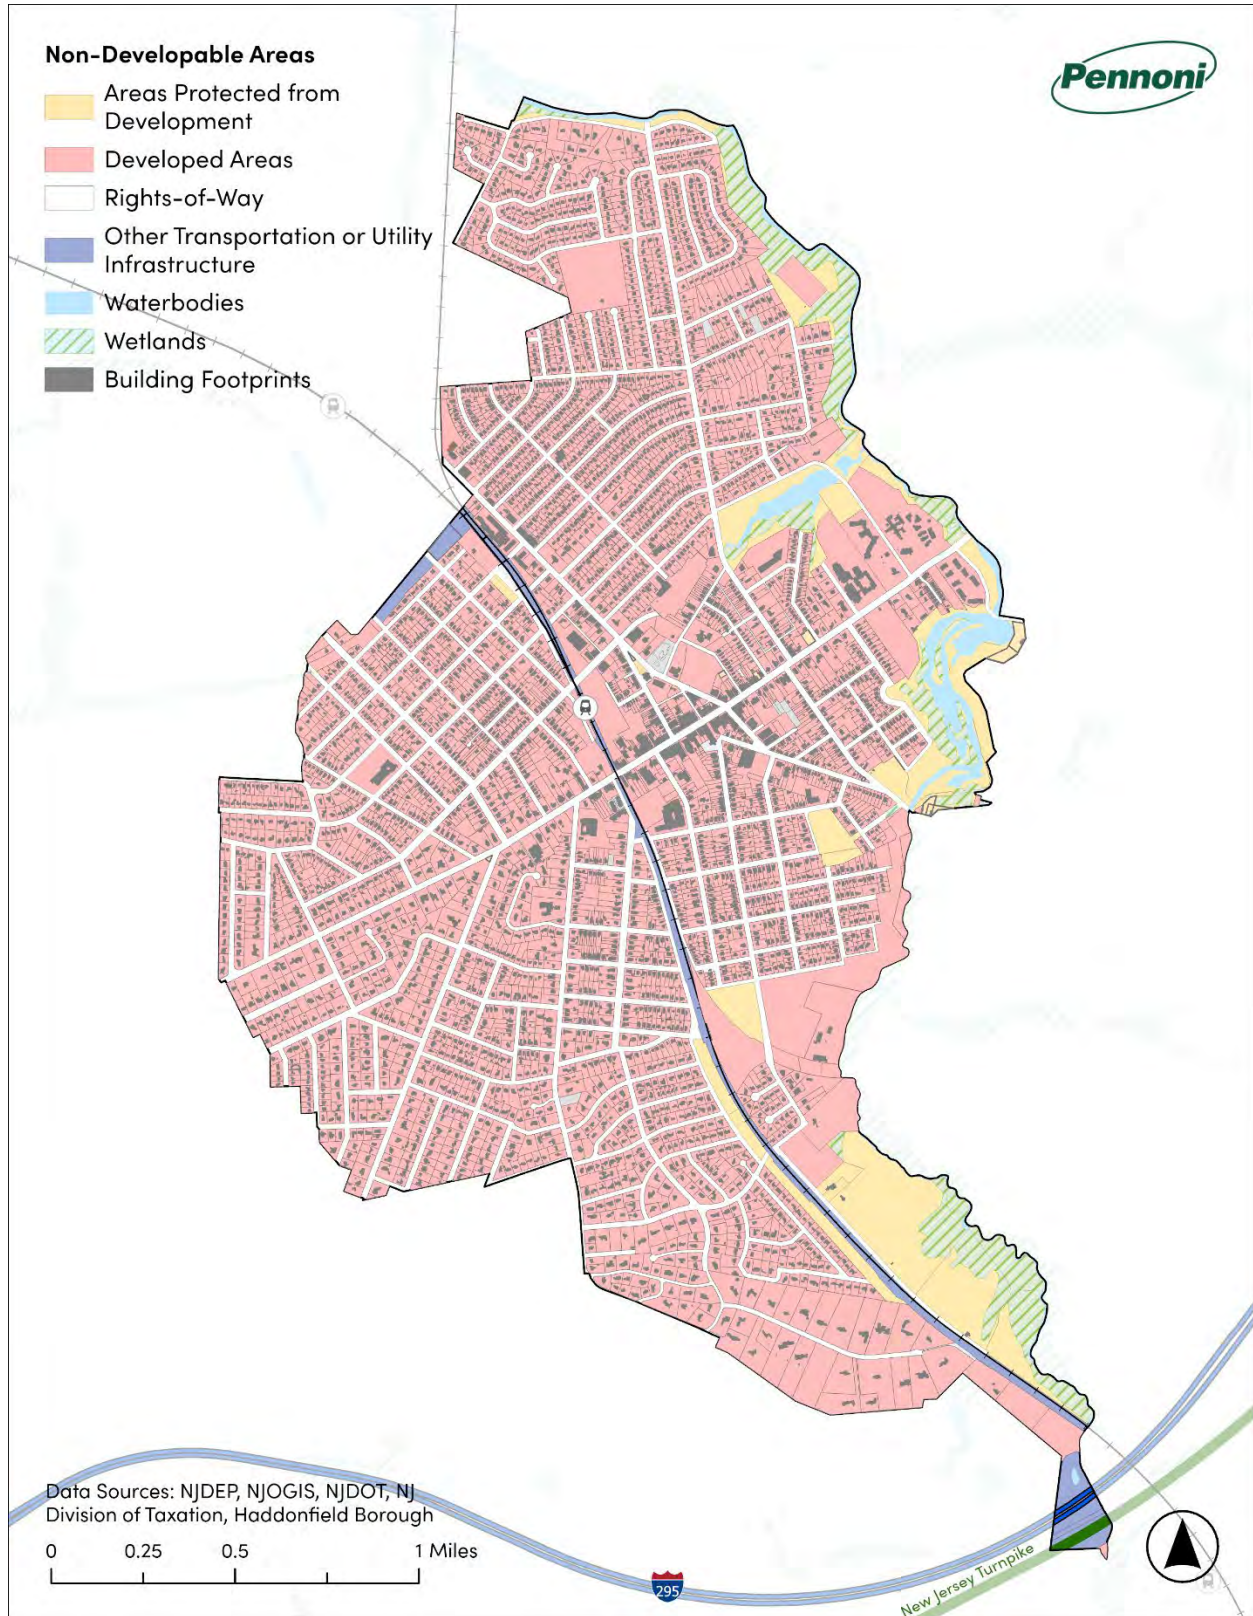 Non-Developable Areas
Pennoni
Areas Protected from
Development
Developed Areas
Rights-of-Way
Other Transportation or Utility
Infrastructure
Waterbodies
Wetlands
Building Footprints
Data Sources: NJDEP, NJOGIS, NJDOT, NJ
Division of Taxation, Haddonfield Borough
0 0.25 0.5 1 Miles
295
New Jersey Turnpike